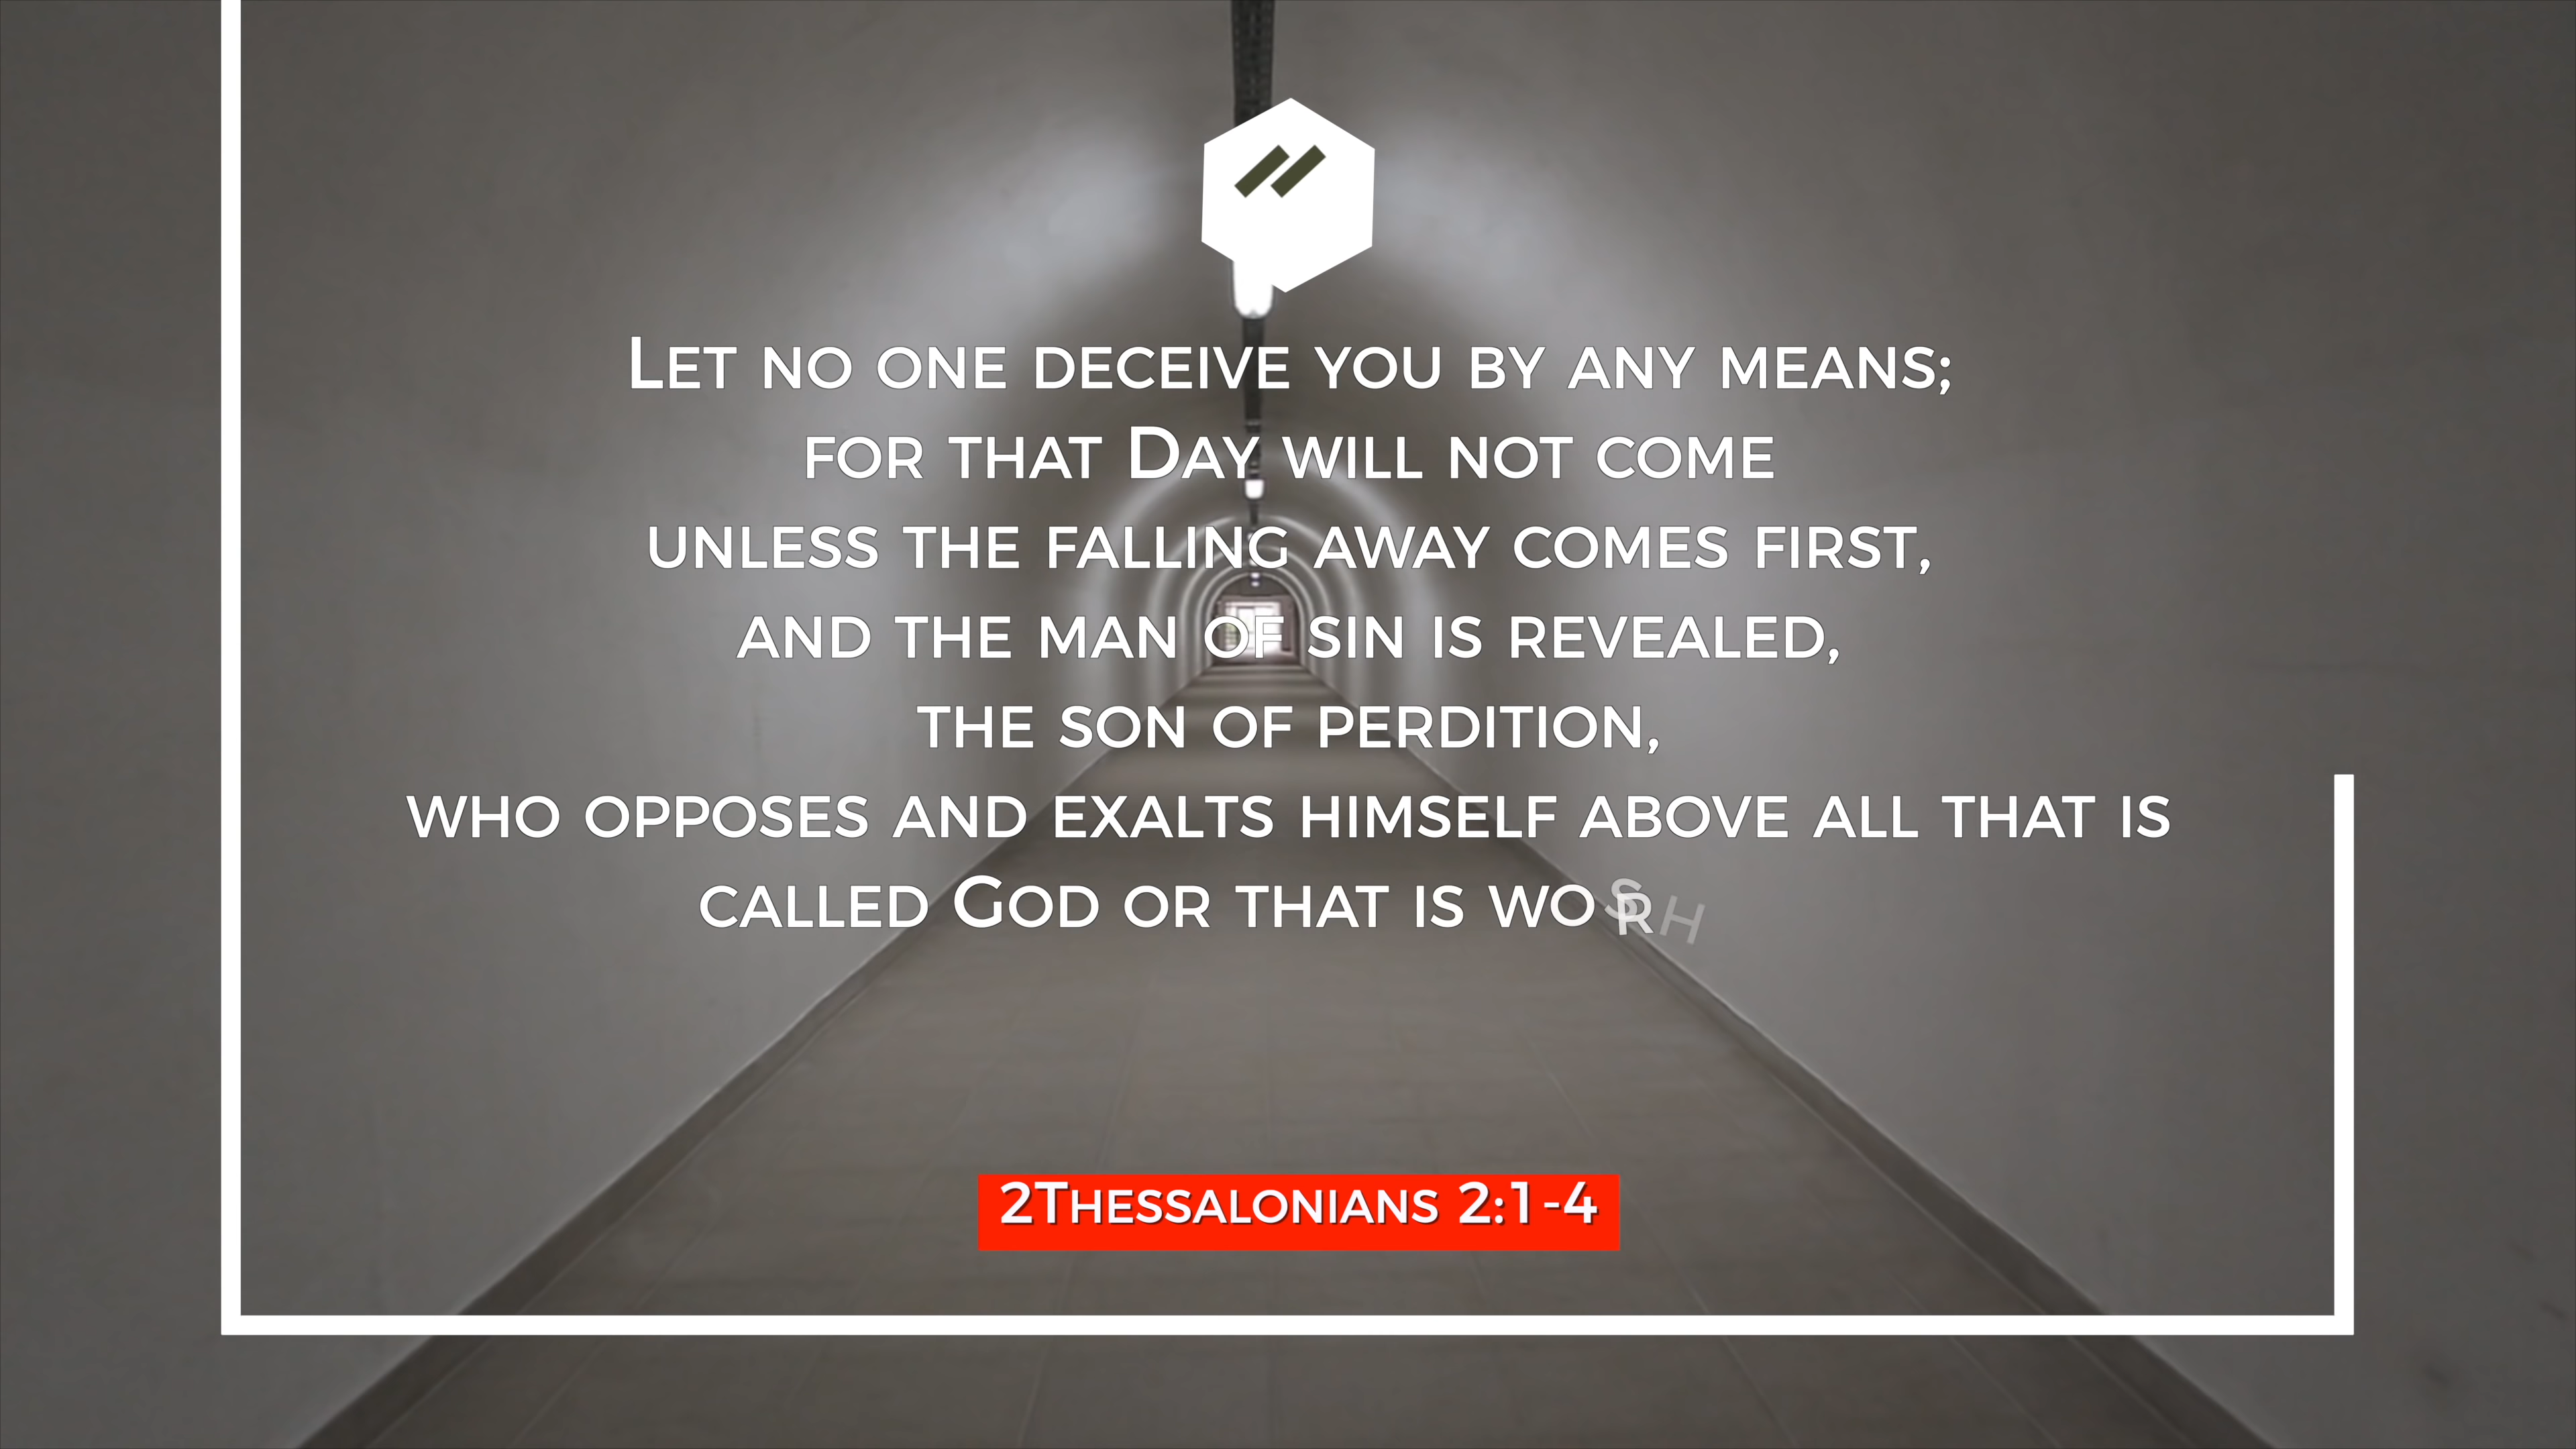 Let no one deceive you by any means;
for that Day will not come
unless the falling away comes first,
and the man of sin is revealed,
the son of perdition,
who opposes and exalts himself above all that is
called God or that is
2Thessalonians 2:1-4